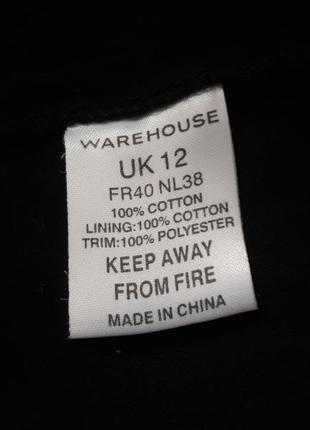 WAREHOUSE
UK 12
FR40 NL38
100% COTTON
LINING:100% COTTON
TRIM:100% POLYESTER
KEEP AWAY
FROM FIRE
MADE IN CHINA